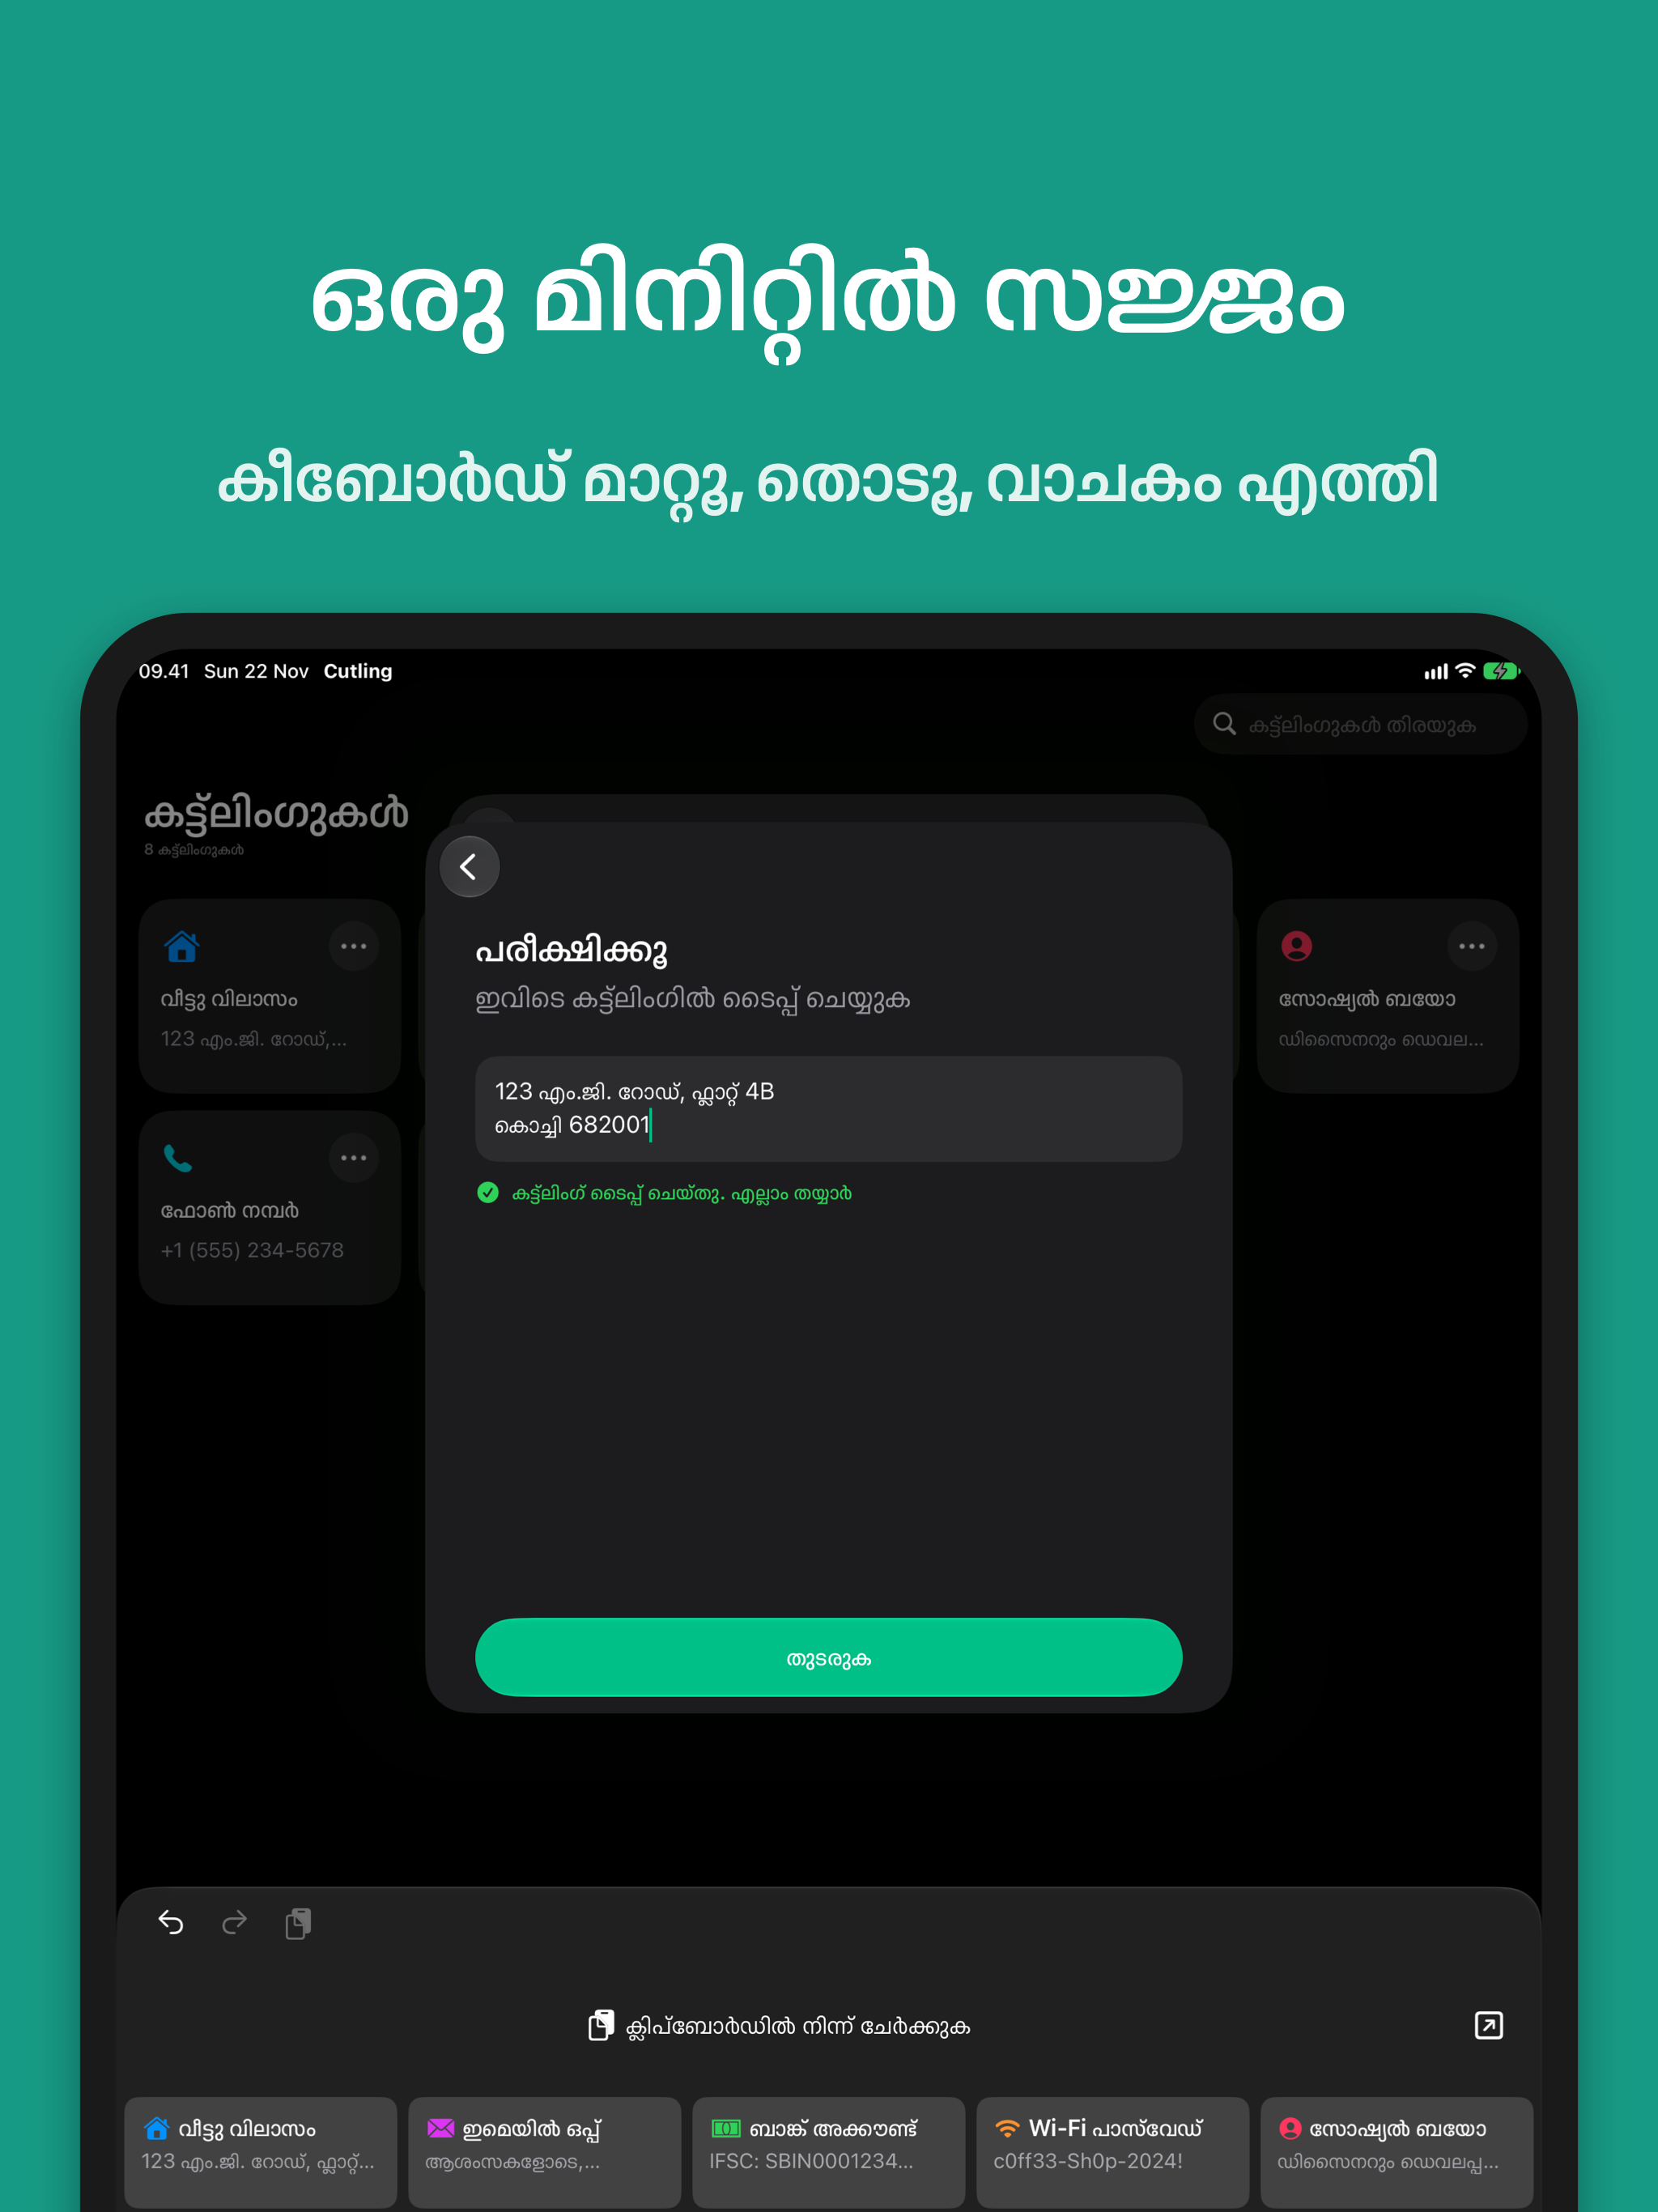 ഒരു മിനിറ്റിൽ സജ്ജം
കീബോർഡ് മാറ്റൂ, തൊടൂ, വാചകം എത്തി
09.41 Sun 22 Nov Cutling
കട്ട്ലിംഗുകൾ തിരയുക
കട്ട്ലിംഗുകൾ
8 കട്ട്ലിംഗുകൾ
വീട്ടു വിലാസം
123 എം.ജി. റോഡ്,...
സോഷ്യൽ ബയോ
ഡിസൈനറും ഡെവല...
ഫോൺ നമ്പർ
+1 (555) 234-5678
പരീക്ഷിക്കൂ
ഇവിടെ കട്ട്ലിംഗിൽ ടൈപ്പ് ചെയ്യുക
123 എം.ജി. റോഡ്, ഫ്ലാറ്റ് 4B
കൊച്ചി 682001
കട്ട്ലിംഗ് ടൈപ്പ് ചെയ്തു. എല്ലാം തയ്യാർ
തുടരുക
ക്ലിപ്ബോർഡിൽ നിന്ന് ചേർക്കുക
വീട്ടു വിലാസം
123 എം.ജി. റോഡ്, ഫ്ലാറ്റ്...
ഇമെയിൽ ഒപ്പ്
ആശംസകളോടെ,...
ബാങ്ക് അക്കൗണ്ട്
IFSC: SBIN0001234...
Wi-Fi പാസ്‌വേഡ്
c0ff33-Sh0p-2024!
സോഷ്യൽ ബയോ
ഡിസൈനറും ഡെവലപ്പ...